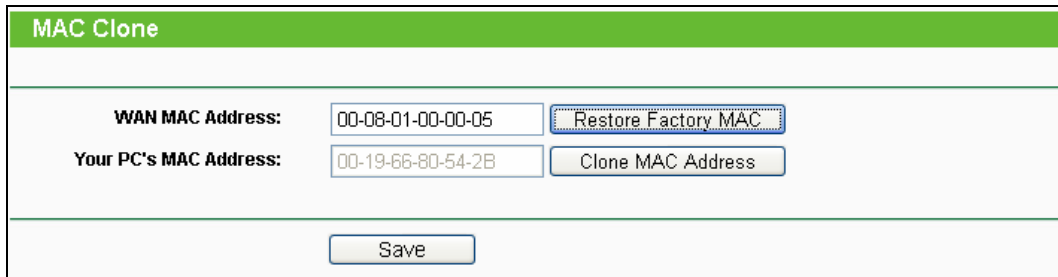 MAC Clone
WAN MAC Address: 00-08-01-00-00-05 Restore Factory MAC
Your PC's MAC Address: 00-19-66-80-54-2B Clone MAC Address
Save